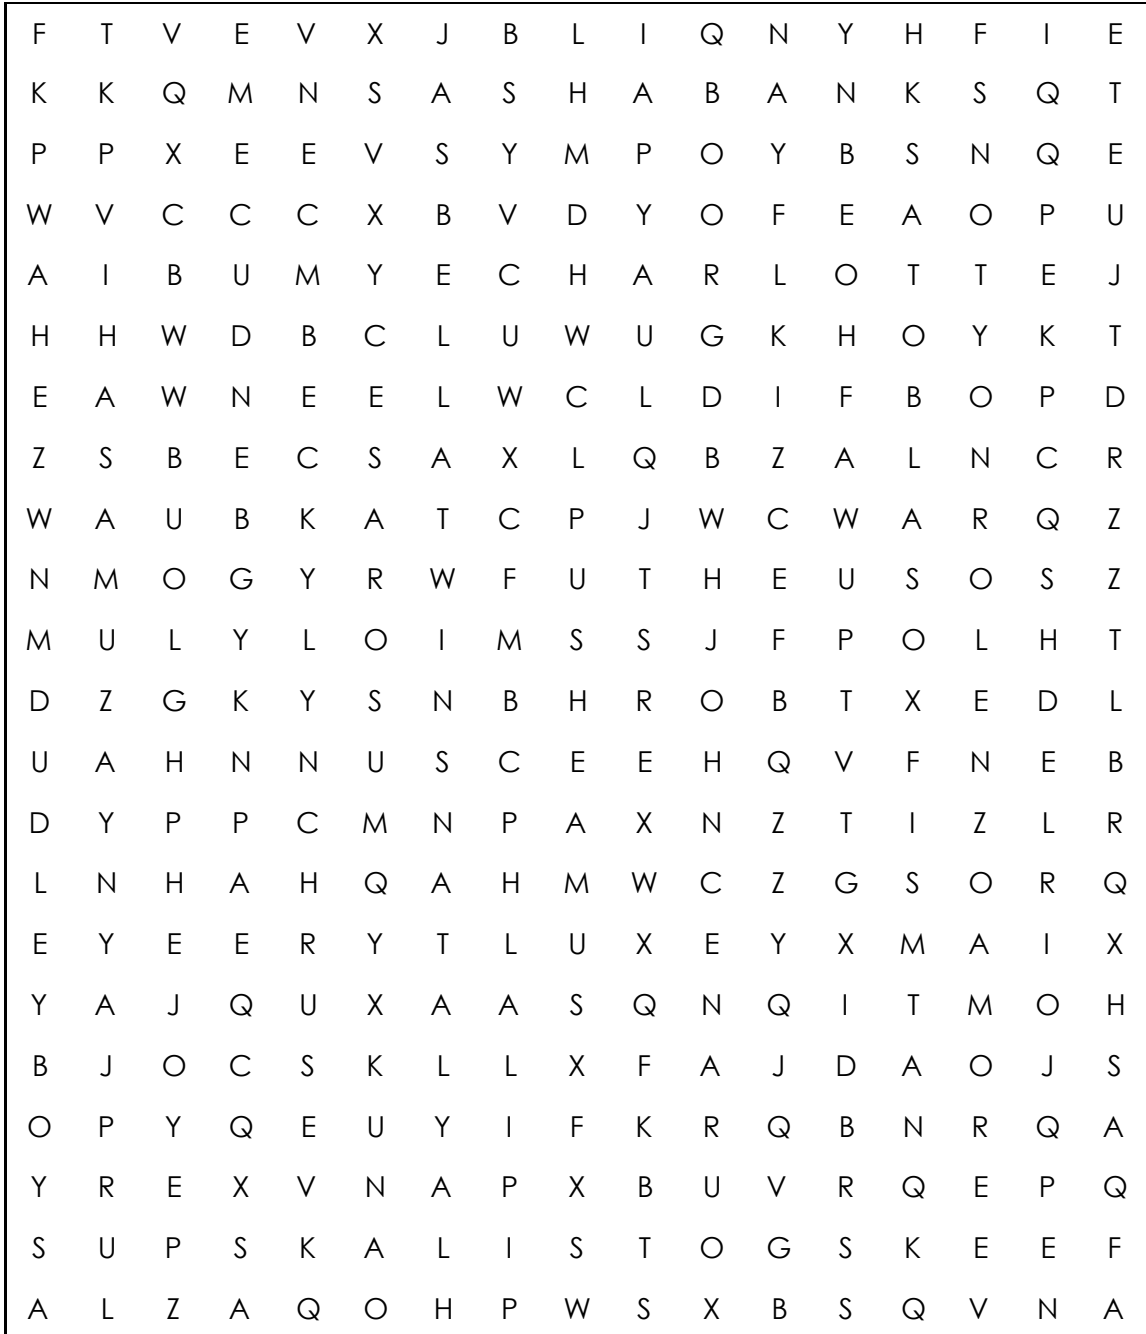 F T V E V X J B L I Q N Y H F I E
K K Q M N S A S H A B A N K S Q T
P P X E E V S Y M P O Y B S N Q E
W V C C C X B V D Y O F E A O P U
A I B U M Y E C H A R L O T T E J
H H W D B C L U W U G K H O Y K T
E A W N E E L W C L D I F B O P D
Z S B E C S A X L Q B Z A L N C R
W A U B K A T C P J W C W A R Q Z
N M O G Y R W F U T H E U S O S Z
M U L Y L O I M S S J F P O L H T
D Z G K Y S N B H R O B T X E D L
U A H N N U S C E E H Q V F N E B
D Y P P C M N P A X N Z T I Z L R
L N H A H Q A H M W C Z G S O R Q
E Y E E R Y T L U X E Y X M A I X
Y A J Q U X A A S Q N Q I T M O H
B J O C S K L L X F A J D A O J S
O P Y Q E U Y I F K R Q B N R Q A
Y R E X V N A P X B U V R Q E P Q
S U P S K A L I S T O G S K E E F
A L Z A Q O H P W S X B S Q V N A